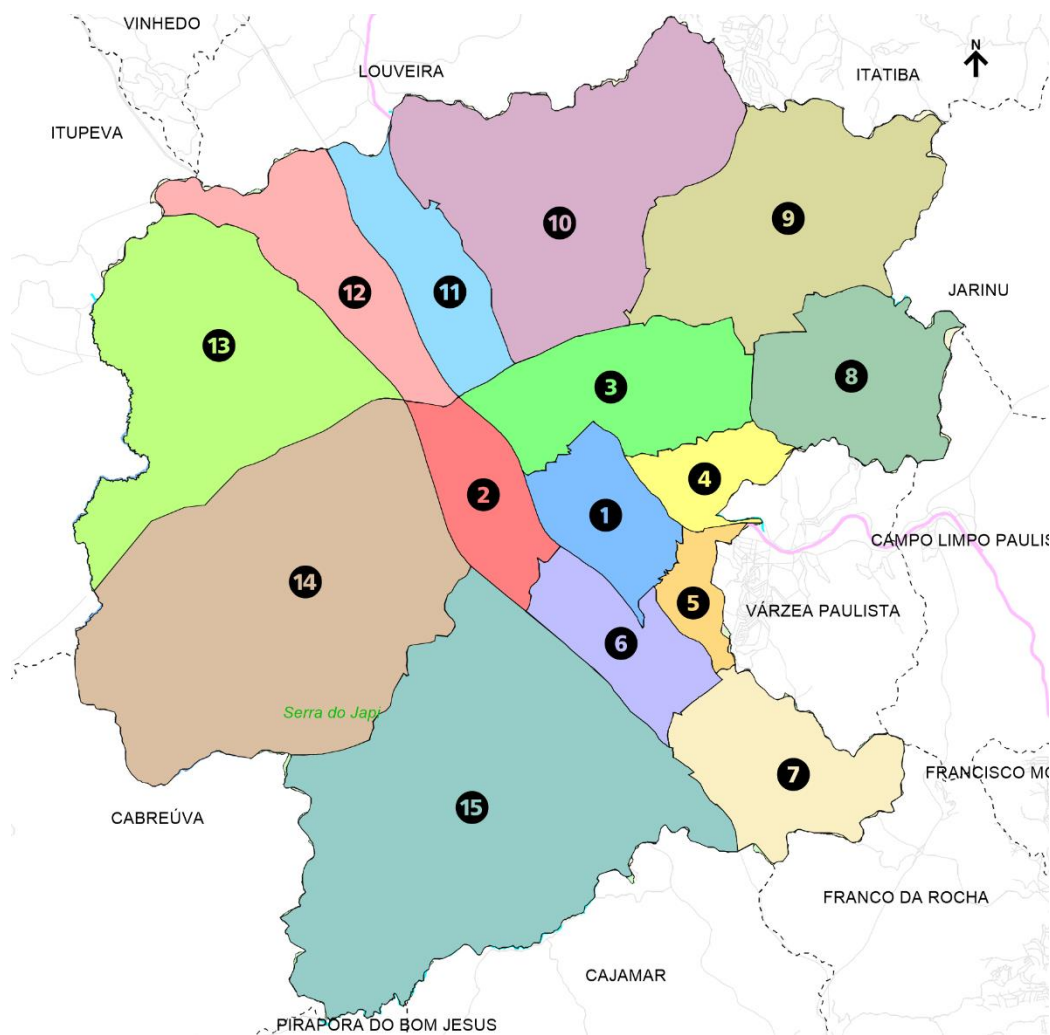 VINHEDO
N
LOUVEIRA
ITATIBA
ITUPEVA
10
9
12
11
JARINU
13
3
8
2
4
1
CAMPO LIMPO PAULIS
14
5
VÁRZEA PAULISTA
6
Serra do Japi
7
FRANCISCO MO
15
CABREÚVA
FRANCO DA ROCHA
CAJAMAR
PIRAPORA DO BOM JESUS